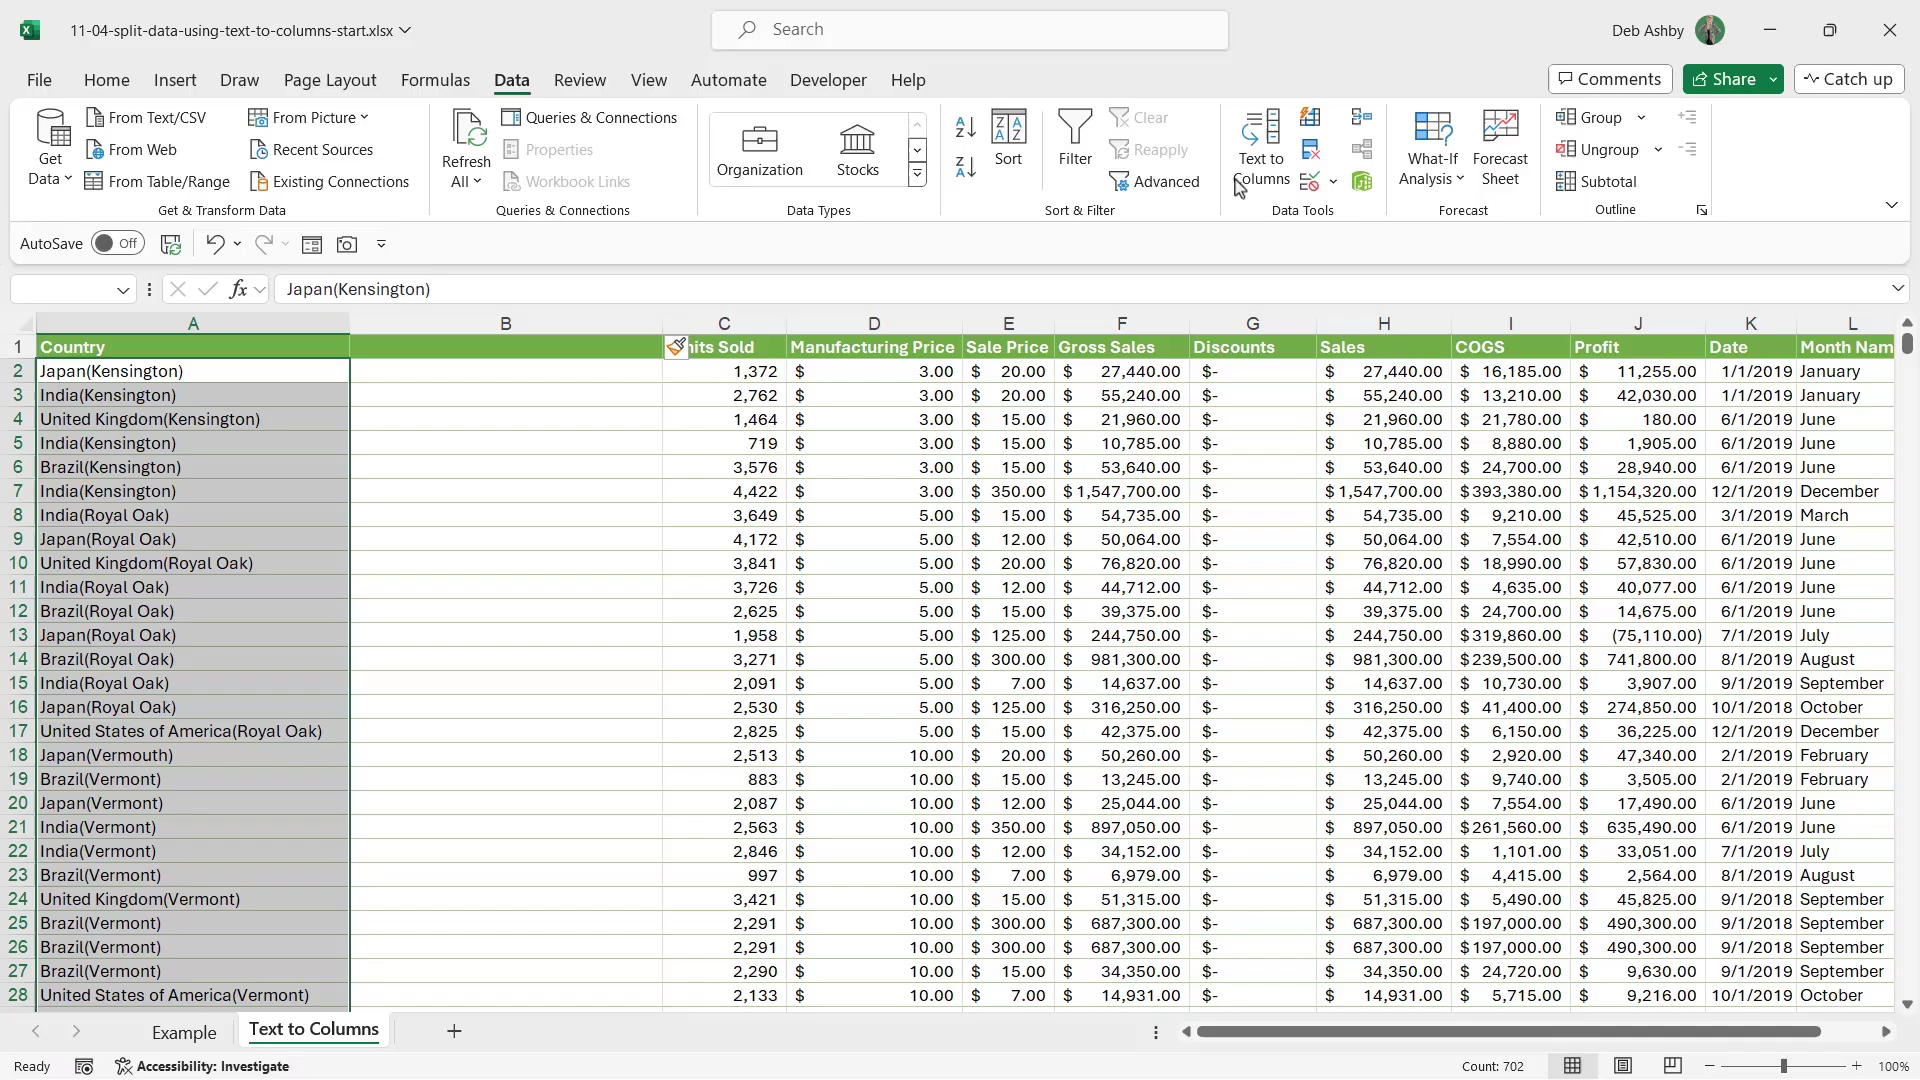 11-04-split-data-using-text-to-columns-start.xlsx
Search
Deb Ashby
File Home Insert Draw Page Layout Formulas Data Review View Automate Developer Help
Comments Share Catch up
Get Data
From Text/CSV
From Web
From Table/Range
From Picture
Recent Sources
Existing Connections
Get & Transform Data
Refresh All
Queries & Connections
Properties
Workbook Links
Queries & Connections
Organization
Stocks
Data Types
Sort
Filter
Clear
Reapply
Advanced
Sort & Filter
Text to Columns
Data Tools
What-If Analysis
Forecast Sheet
Forecast
Group
Ungroup
Subtotal
Outline
AutoSave Off
fx Japan(Kensington)
A B C D E F G H I J K L
1 Country nits Sold Manufacturing Price Sale Price Gross Sales Discounts Sales COGS Profit Date Month Nam
2 Japan(Kensington) 1,372 $ 3.00 $ 20.00 $ 27,440.00 $- $ 27,440.00 $ 16,185.00 $ 11,255.00 1/1/2019 January
3 India(Kensington) 2,762 $ 3.00 $ 20.00 $ 55,240.00 $- $ 55,240.00 $ 13,210.00 $ 42,030.00 1/1/2019 January
4 United Kingdom(Kensington) 1,464 $ 3.00 $ 15.00 $ 21,960.00 $- $ 21,960.00 $ 21,780.00 $ 180.00 6/1/2019 June
5 India(Kensington) 719 $ 3.00 $ 15.00 $ 10,785.00 $- $ 10,785.00 $ 8,880.00 $ 1,905.00 6/1/2019 June
6 Brazil(Kensington) 3,576 $ 3.00 $ 15.00 $ 53,640.00 $- $ 53,640.00 $ 24,700.00 $ 28,940.00 6/1/2019 June
7 India(Kensington) 4,422 $ 3.00 $ 350.00 $ 1,547,700.00 $- $ 1,547,700.00 $ 393,380.00 $ 1,154,320.00 12/1/2019 December
8 India(Royal Oak) 3,649 $ 5.00 $ 15.00 $ 54,735.00 $- $ 54,735.00 $ 9,210.00 $ 45,525.00 3/1/2019 March
9 Japan(Royal Oak) 4,172 $ 5.00 $ 12.00 $ 50,064.00 $- $ 50,064.00 $ 7,554.00 $ 42,510.00 6/1/2019 June
10 United Kingdom(Royal Oak) 3,841 $ 5.00 $ 20.00 $ 76,820.00 $- $ 76,820.00 $ 18,990.00 $ 57,830.00 6/1/2019 June
11 India(Royal Oak) 3,726 $ 5.00 $ 12.00 $ 44,712.00 $- $ 44,712.00 $ 4,635.00 $ 40,077.00 6/1/2019 June
12 Brazil(Royal Oak) 2,625 $ 5.00 $ 15.00 $ 39,375.00 $- $ 39,375.00 $ 24,700.00 $ 14,675.00 6/1/2019 June
13 Japan(Royal Oak) 1,958 $ 5.00 $ 125.00 $ 244,750.00 $- $ 244,750.00 $ 319,860.00 $ (75,110.00) 7/1/2019 July
14 Brazil(Royal Oak) 3,271 $ 5.00 $ 300.00 $ 981,300.00 $- $ 981,300.00 $ 239,500.00 $ 741,800.00 8/1/2019 August
15 India(Royal Oak) 2,091 $ 5.00 $ 7.00 $ 14,637.00 $- $ 14,637.00 $ 10,730.00 $ 3,907.00 9/1/2019 September
16 Japan(Royal Oak) 2,530 $ 5.00 $ 125.00 $ 316,250.00 $- $ 316,250.00 $ 41,400.00 $ 274,850.00 10/1/2018 October
17 United States of America(Royal Oak) 2,825 $ 5.00 $ 15.00 $ 42,375.00 $- $ 42,375.00 $ 6,150.00 $ 36,225.00 12/1/2019 December
18 Japan(Vermouth) 2,513 $ 10.00 $ 20.00 $ 50,260.00 $- $ 50,260.00 $ 2,920.00 $ 47,340.00 2/1/2019 February
19 Brazil(Vermont) 883 $ 10.00 $ 15.00 $ 13,245.00 $- $ 13,245.00 $ 9,740.00 $ 3,505.00 2/1/2019 February
20 Japan(Vermont) 2,087 $ 10.00 $ 12.00 $ 25,044.00 $- $ 25,044.00 $ 7,554.00 $ 17,490.00 6/1/2019 June
21 India(Vermont) 2,563 $ 10.00 $ 350.00 $ 897,050.00 $- $ 897,050.00 $ 261,560.00 $ 635,490.00 6/1/2019 June
22 India(Vermont) 2,846 $ 10.00 $ 12.00 $ 34,152.00 $- $ 34,152.00 $ 1,101.00 $ 33,051.00 7/1/2019 July
23 Brazil(Vermont) 997 $ 10.00 $ 7.00 $ 6,979.00 $- $ 6,979.00 $ 4,415.00 $ 2,564.00 8/1/2019 August
24 United Kingdom(Vermont) 3,421 $ 10.00 $ 15.00 $ 51,315.00 $- $ 51,315.00 $ 5,490.00 $ 45,825.00 9/1/2018 September
25 Brazil(Vermont) 2,291 $ 10.00 $ 300.00 $ 687,300.00 $- $ 687,300.00 $ 197,000.00 $ 490,300.00 9/1/2018 September
26 Brazil(Vermont) 2,291 $ 10.00 $ 300.00 $ 687,300.00 $- $ 687,300.00 $ 197,000.00 $ 490,300.00 9/1/2018 September
27 Brazil(Vermont) 2,290 $ 10.00 $ 15.00 $ 34,350.00 $- $ 34,350.00 $ 24,720.00 $ 9,630.00 9/1/2019 September
28 United States of America(Vermont) 2,133 $ 10.00 $ 7.00 $ 14,931.00 $- $ 14,931.00 $ 5,715.00 $ 9,216.00 10/1/2019 October
Example Text to Columns
Ready Accessibility: Investigate Count: 702 100%